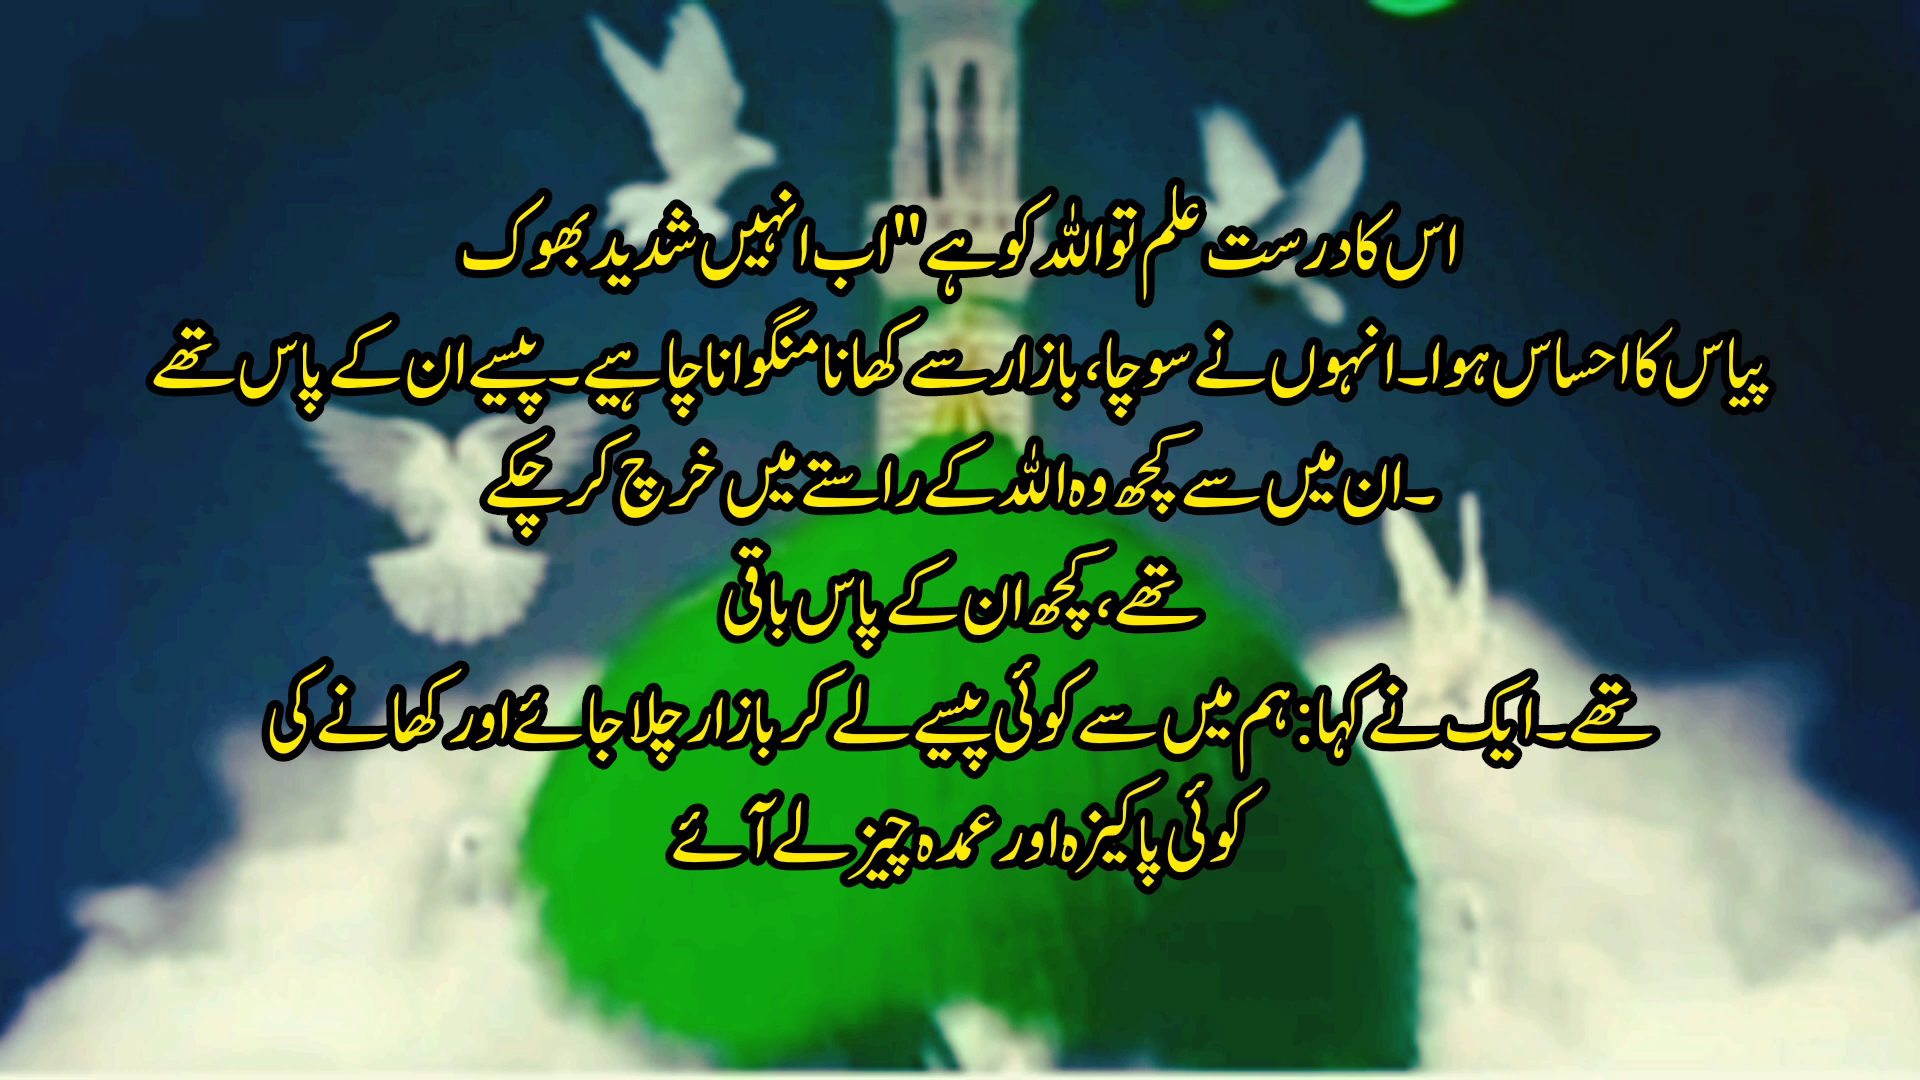 اس کا درست علم تو اللہ کو ہے "اب انہیں شدید بھوک
پیاس کا احساس ہوا۔ انہوں نے سوچا، بازار سے کھانا منگوانا چاہیے۔ پیسے ان کے پاس تھے
۔ان میں سے کچھ وہ اللہ کے راستے میں خرچ کر چکے
تھے، کچھ ان کے پاس باقی
تھے۔ ایک نے کہا: ہم میں سے کوئی پیسے لے کر بازار چلا جائے اور کھانے کی
کوئی پاکیزہ اور عمدہ چیز لے آئے